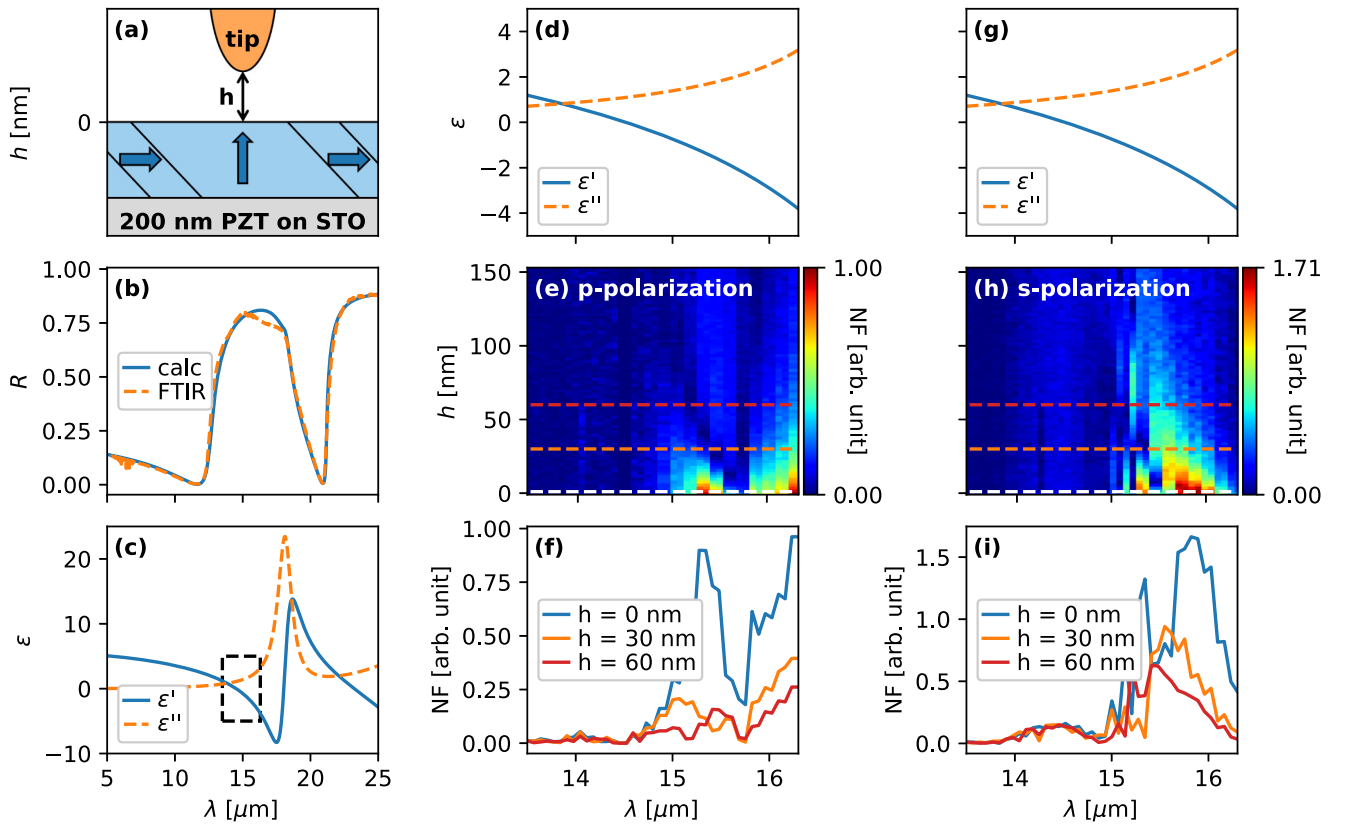 (a)
tip
h
h [nm]
0
200 nm PZT on STO
(b)
R
1.00
0.75
0.50
0.25
0.00
calc
FTIR
10
15
20
25
(c)
ε
20
10
0
−10
ε'
ε''
5
10
15
20
25
λ [μm]
(d)
ε
4
2
0
−2
−4
ε'
ε''
(e) p-polarization
h [nm]
150
100
50
0
1.00
NF [arb. unit]
0.00
(f)
NF [arb. unit]
1.00
0.75
0.50
0.25
0.00
h = 0 nm
h = 30 nm
h = 60 nm
14
15
16
λ [μm]
(g)
ε'
ε''
(h) s-polarization
1.71
NF [arb. unit]
0.00
(i)
NF [arb. unit]
1.5
1.0
0.5
0.0
h = 0 nm
h = 30 nm
h = 60 nm
14
15
16
λ [μm]